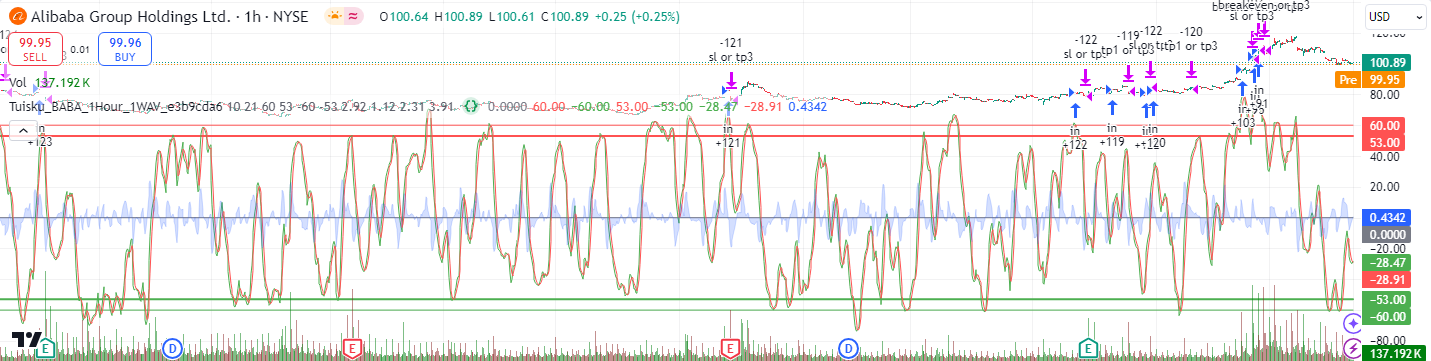 Alibaba Group Holdings Ltd. · 1h · NYSE O100.64 H100.89 L100.61 C100.89 +0.25 (+0.25%)
USD
breakeven or tp3
sl or tp3
99.95
SELL
0.01
99.96
BUY
-121
sl or tp3
-122
sl or tp3
-119
tp1 or tp3
-122
-120
tp1 or tp3
100.89
Pre 99.95
Vol 137.192 K
80.00
Tuisku_BABA_1Hour_1WAV_e3b9cda6 10 21 60 53 -60 -53 2.92 1.12 2.31 3.91 0.0000 60.00 −60.00 53.00 −53.00 −28.47 −28.91 0.4342
in
+123
in
+121
in
+122
in
+119
in
+120
in
+103
in
+91
60.00
53.00
40.00
20.00
0.4342
0.0000
−20.00
−28.47
−28.91
−53.00
−60.00
−80.00
137.192 K
E
D
E
E
D
E